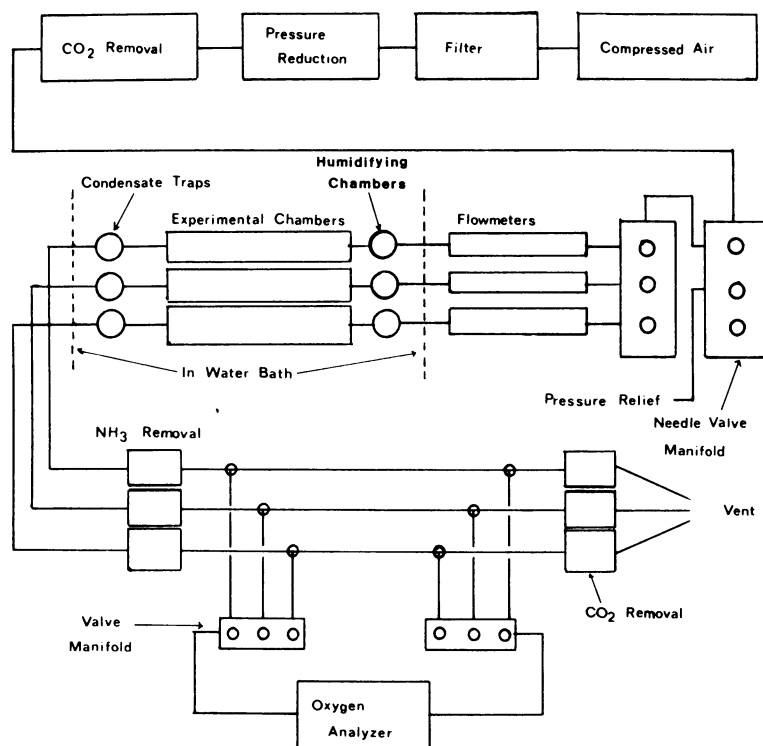 CO2 Removal
Pressure
Reduction
Filter
Compressed Air
Humidifying
Chambers
Condensate Traps
Experimental Chambers
Flowmeters
In Water Bath
Pressure Relief
Needle Valve
Manifold
NH3 Removal
Vent
CO2 Removal
Valve
Manifold
Oxygen
Analyzer